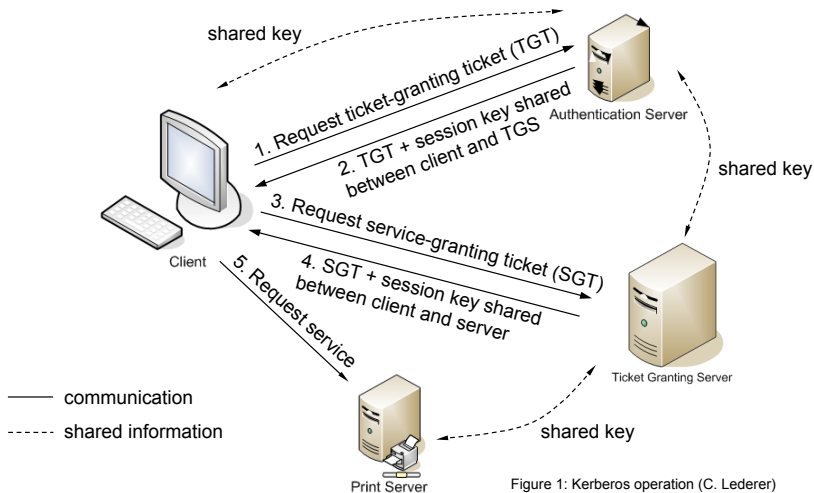 shared key
1. Request ticket-granting ticket (TGT)
Authentication Server
2. TGT + session key shared
between client and TGS
shared key
3. Request service-granting ticket (SGT)
Client
4. SGT + session key shared
between client and server
5. Request service
Ticket Granting Server
communication
shared information
shared key
Print Server
Figure 1: Kerberos operation (C. Lederer)